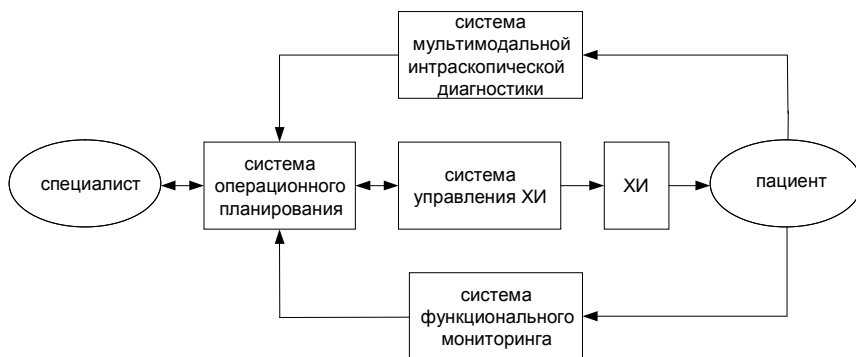 система
мультимодальной
интраскопической
диагностики
специалист
система
операционного
планирования
система
управления ХИ
ХИ
пациент
система
функционального
мониторинга